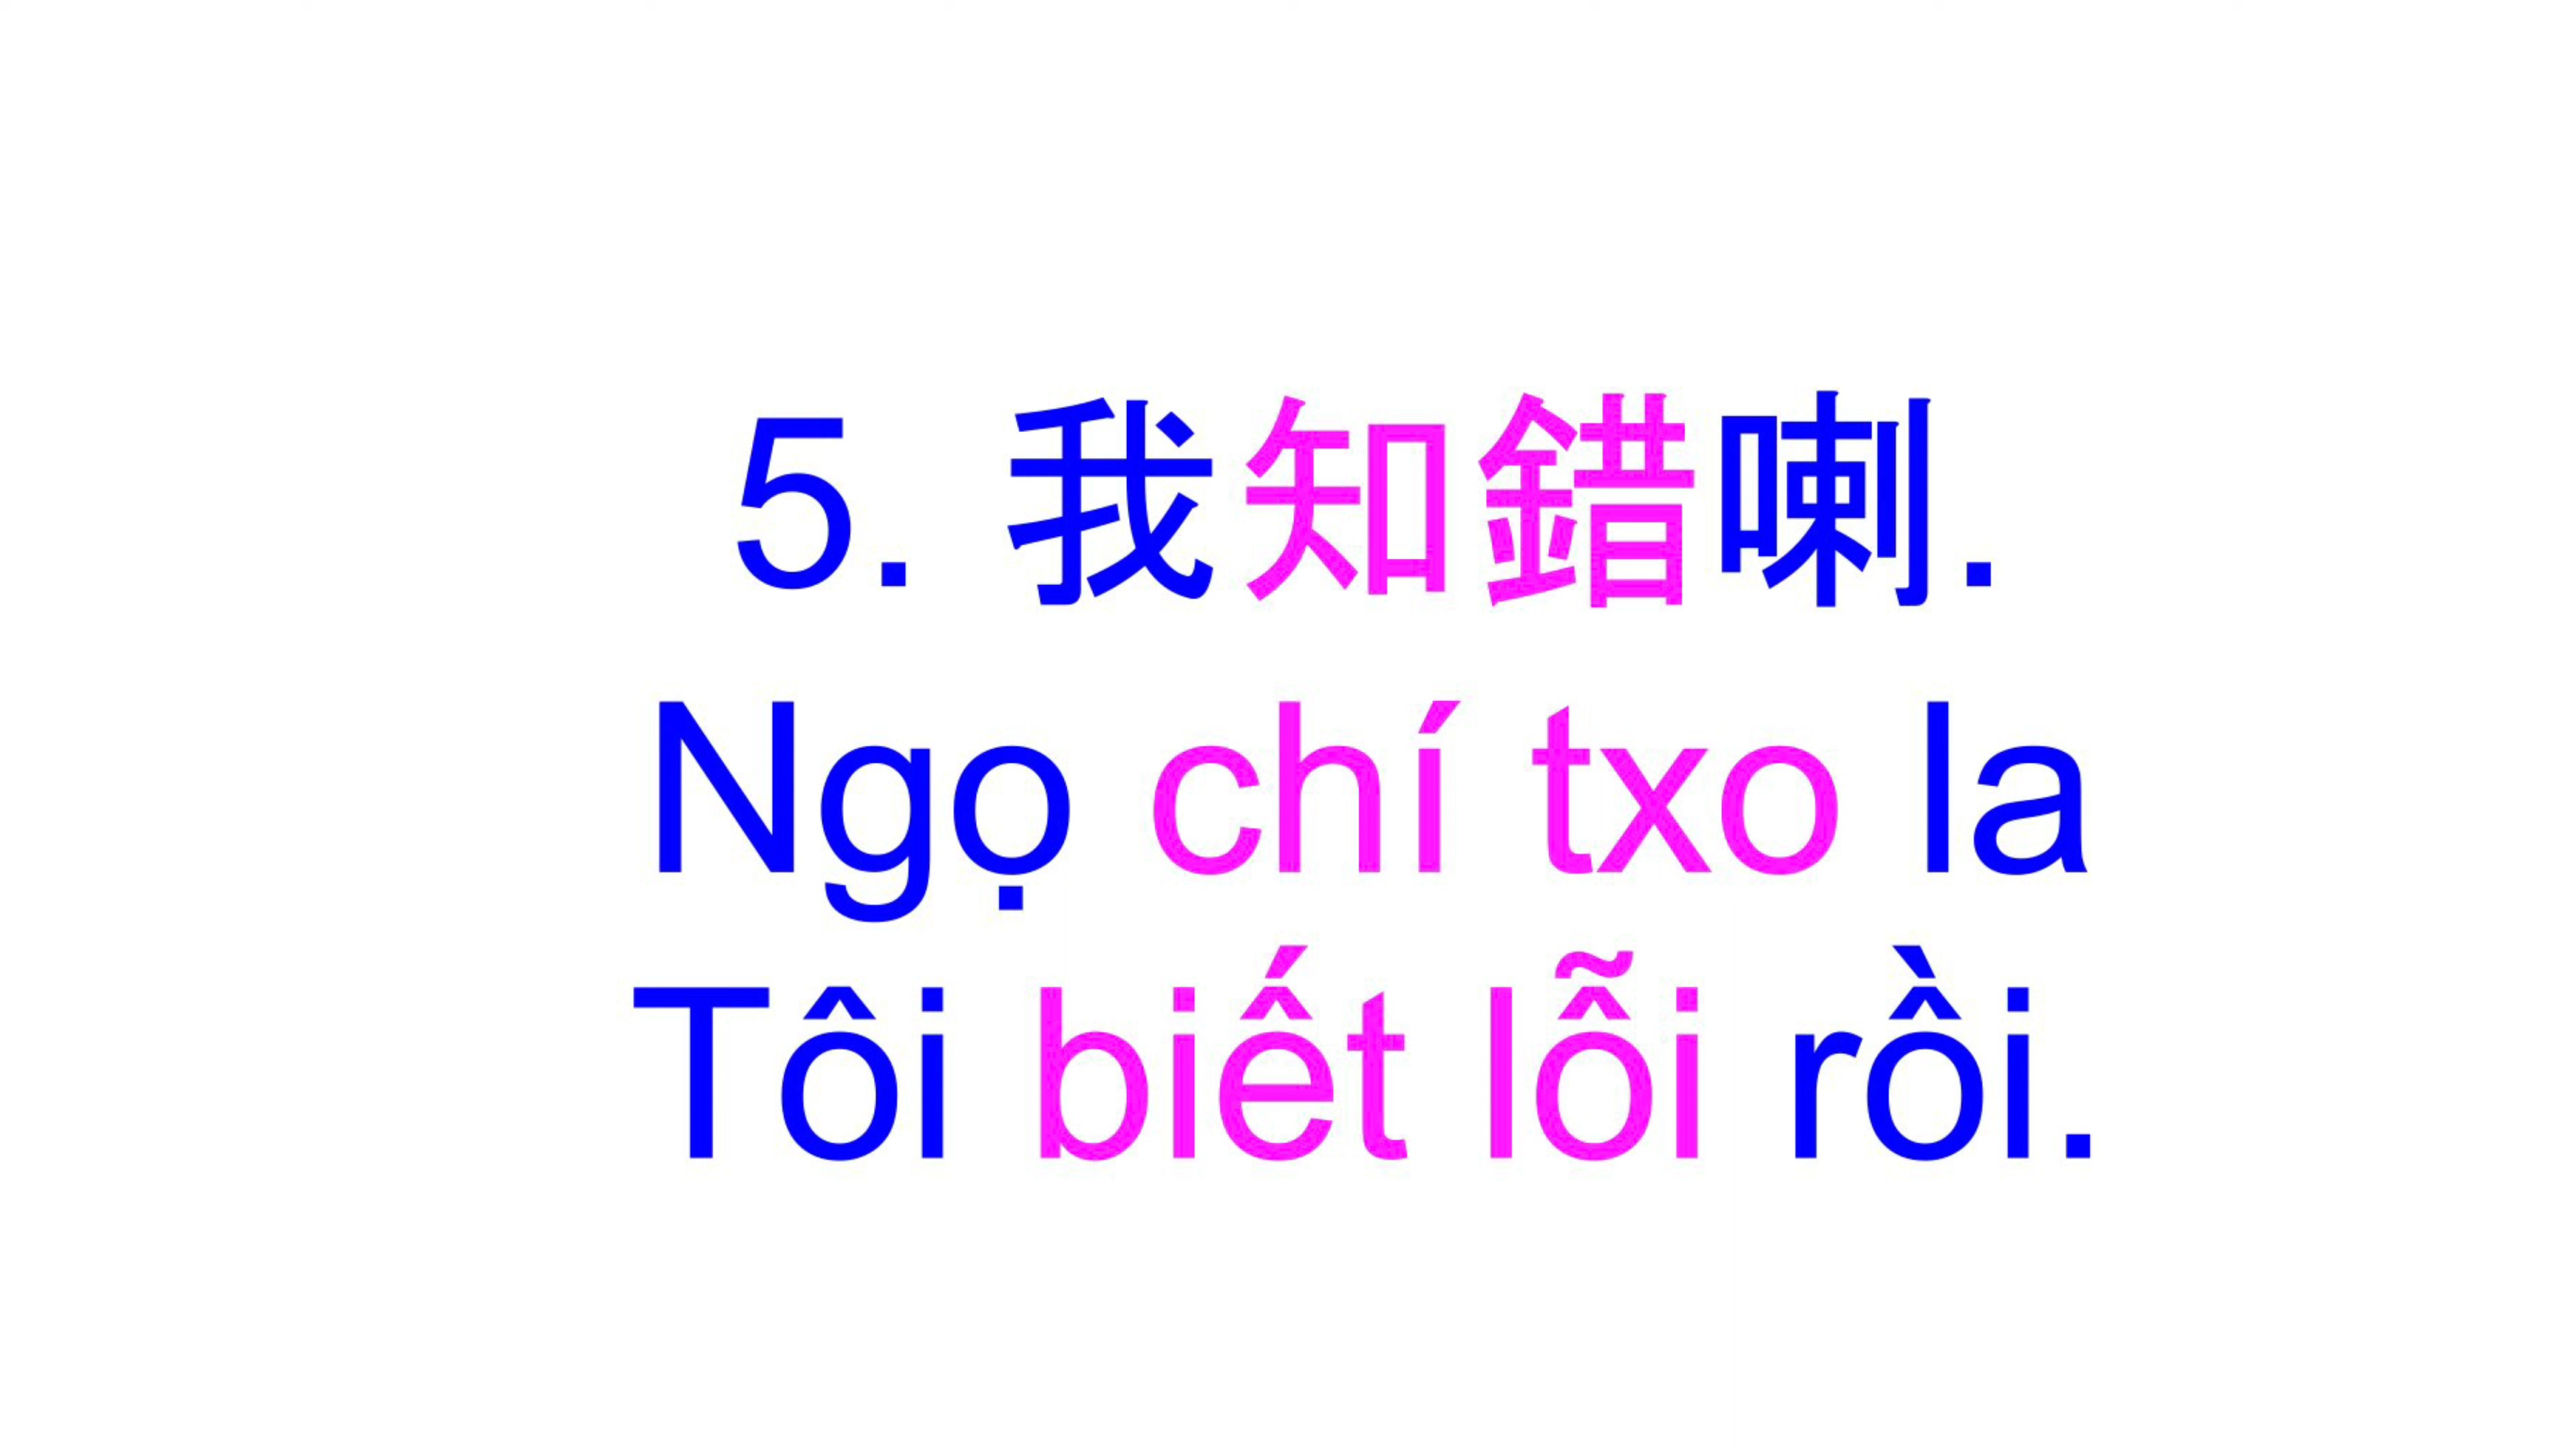 5. 我知錯喇.
Ngọ chí txo la
Tôi biết lỗi rồi.